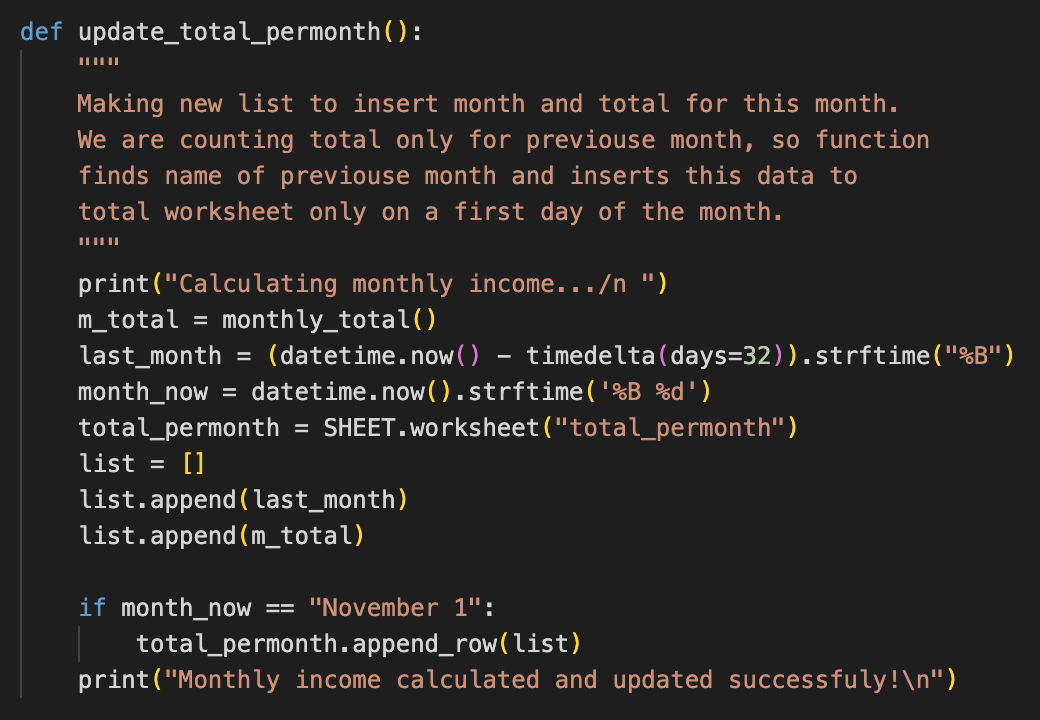 def update_total_permonth():
    """
    Making new list to insert month and total for this month.
    We are counting total only for previouse month, so function
    finds name of previouse month and inserts this data to
    total worksheet only on a first day of the month.
    """
    print("Calculating monthly income.../n ")
    m_total = monthly_total()
    last_month = (datetime.now() - timedelta(days=32)).strftime("%B")
    month_now = datetime.now().strftime('%B %d')
    total_permonth = SHEET.worksheet("total_permonth")
    list = []
    list.append(last_month)
    list.append(m_total)

    if month_now == "November 1":
        total_permonth.append_row(list)
    print("Monthly income calculated and updated successfuly!\n")